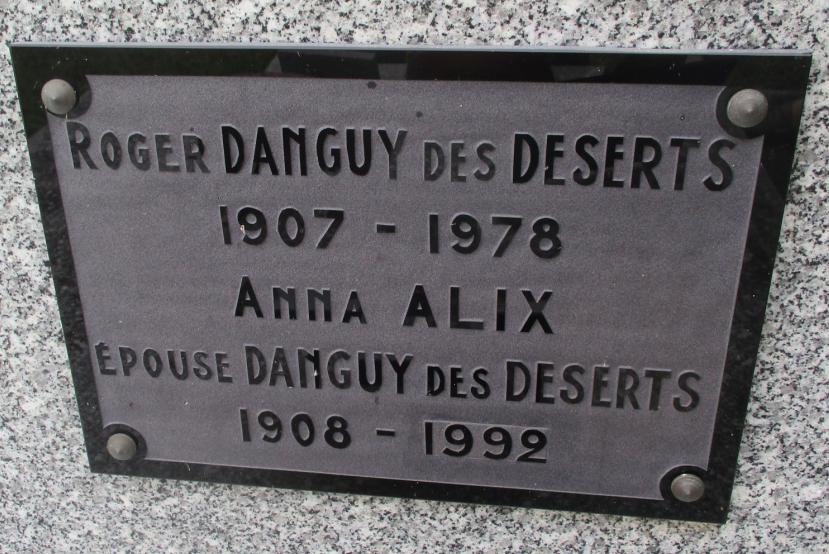 Roger DANGUY des DESERTS
1907 - 1978
Anna ALIX
Épouse DANGUY des DESERTS
1908 - 1992